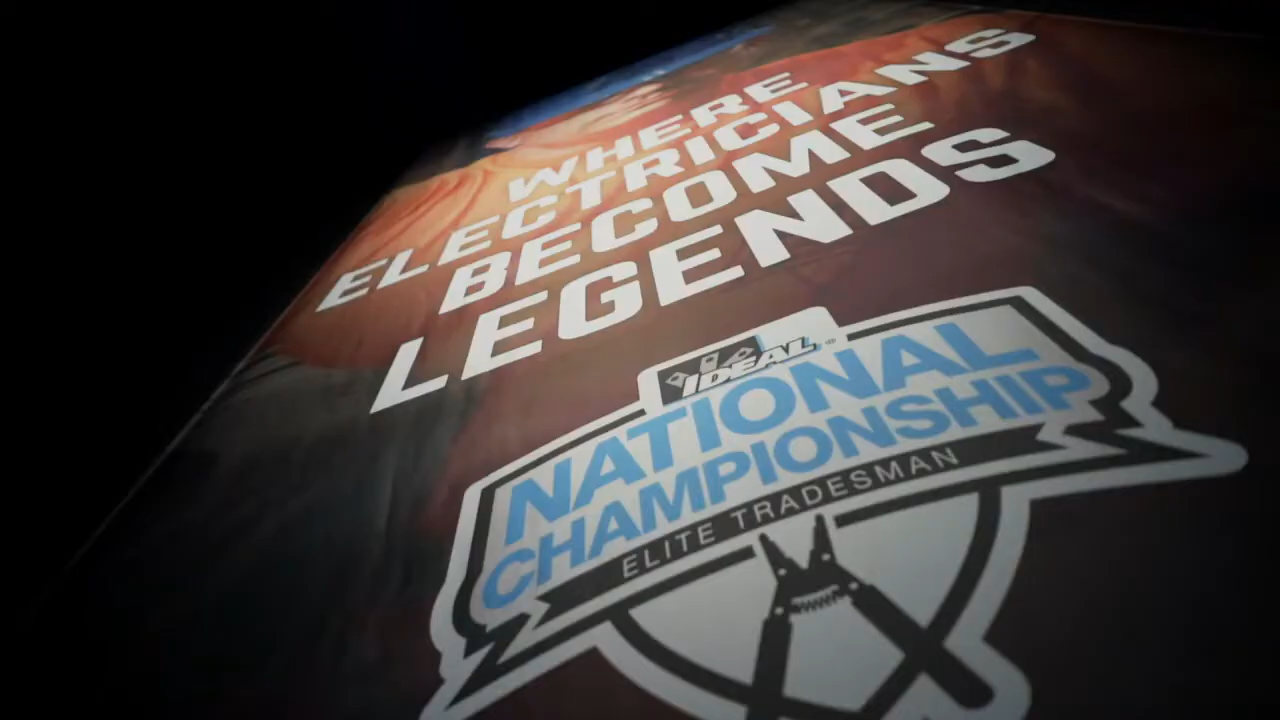 WHERE
ELECTRICIANS
BECOME
LEGENDS
IDEAL®
NATIONAL
CHAMPIONSHIP
ELITE TRADESMAN